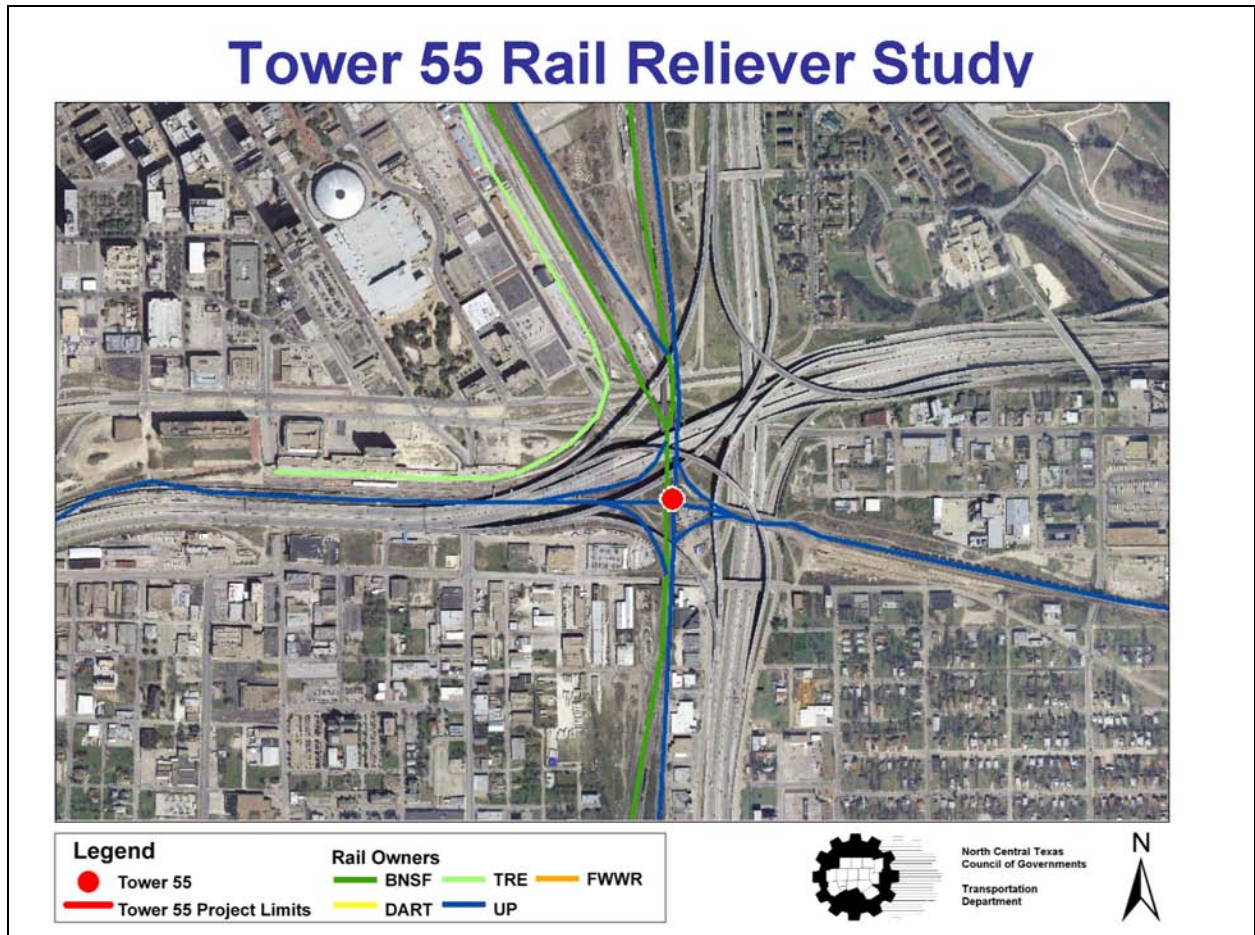 Tower 55 Rail Reliever Study
Legend
Tower 55
Tower 55 Project Limits
Rail Owners
BNSF
TRE
FWWR
DART
UP
North Central Texas
Council of Governments
Transportation
Department
N